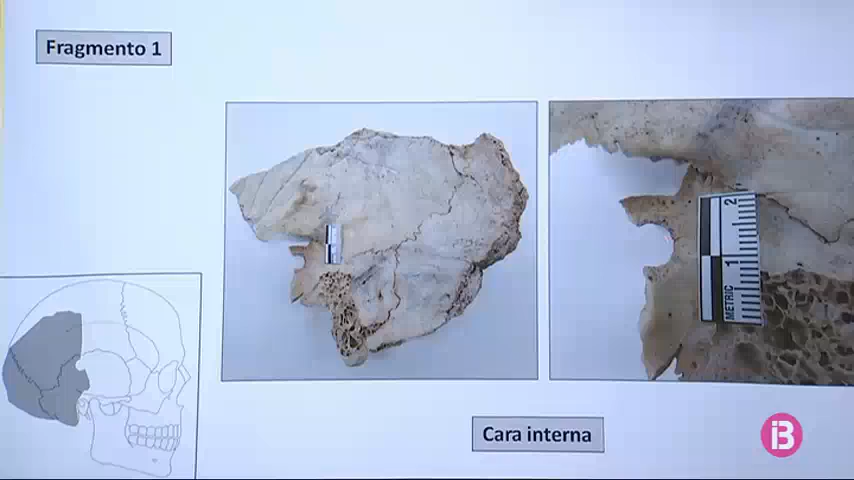 Fragmento 1
2
1
METRIC
Cara interna
IB